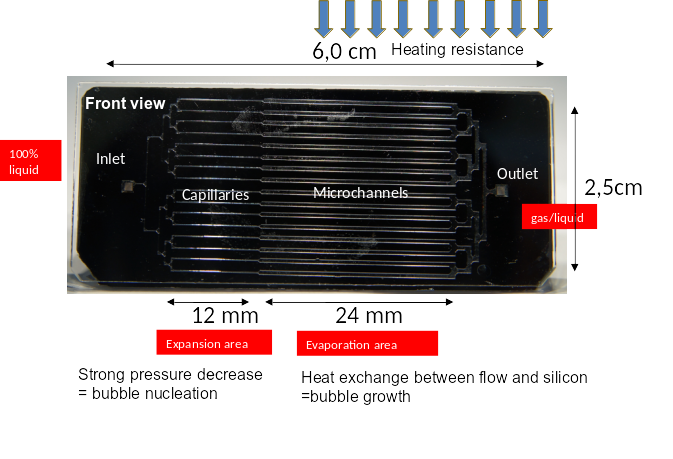 6,0 cm
Heating resistance
Front view
100%
liquid
Inlet
Outlet
Capillaries
Microchannels
2,5cm
gas/liquid
12 mm
24 mm
Expansion area
Evaporation area
Strong pressure decrease
= bubble nucleation
Heat exchange between flow and silicon
=bubble growth